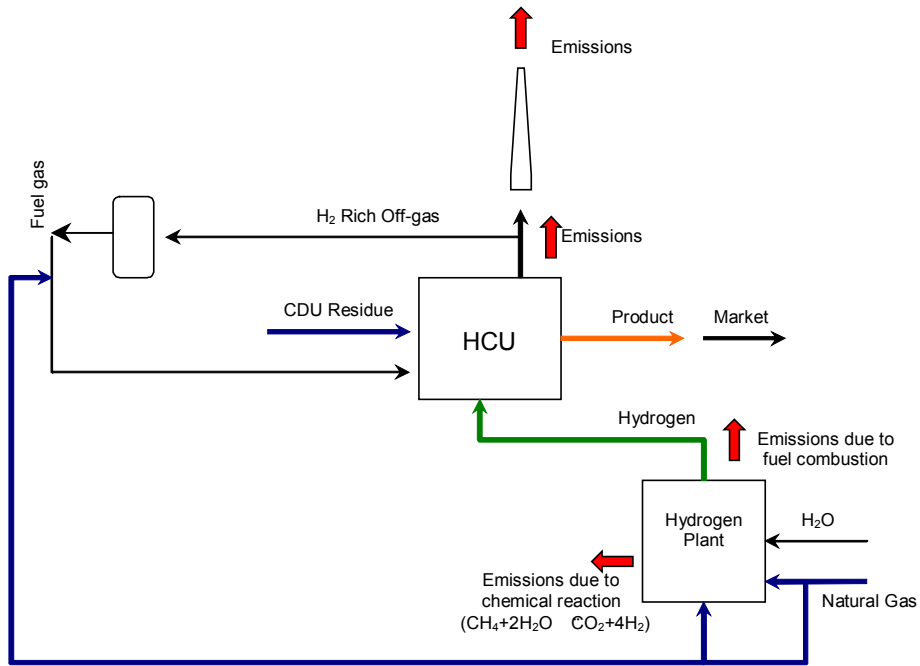 Emissions
Fuel gas
H₂ Rich Off-gas
Emissions
CDU Residue
HCU
Product
Market
Hydrogen
Emissions due to
fuel combustion
Hydrogen
Plant
H₂O
Emissions due to
chemical reaction
(CH₄+2H₂O CO₂+4H₂)
Natural Gas